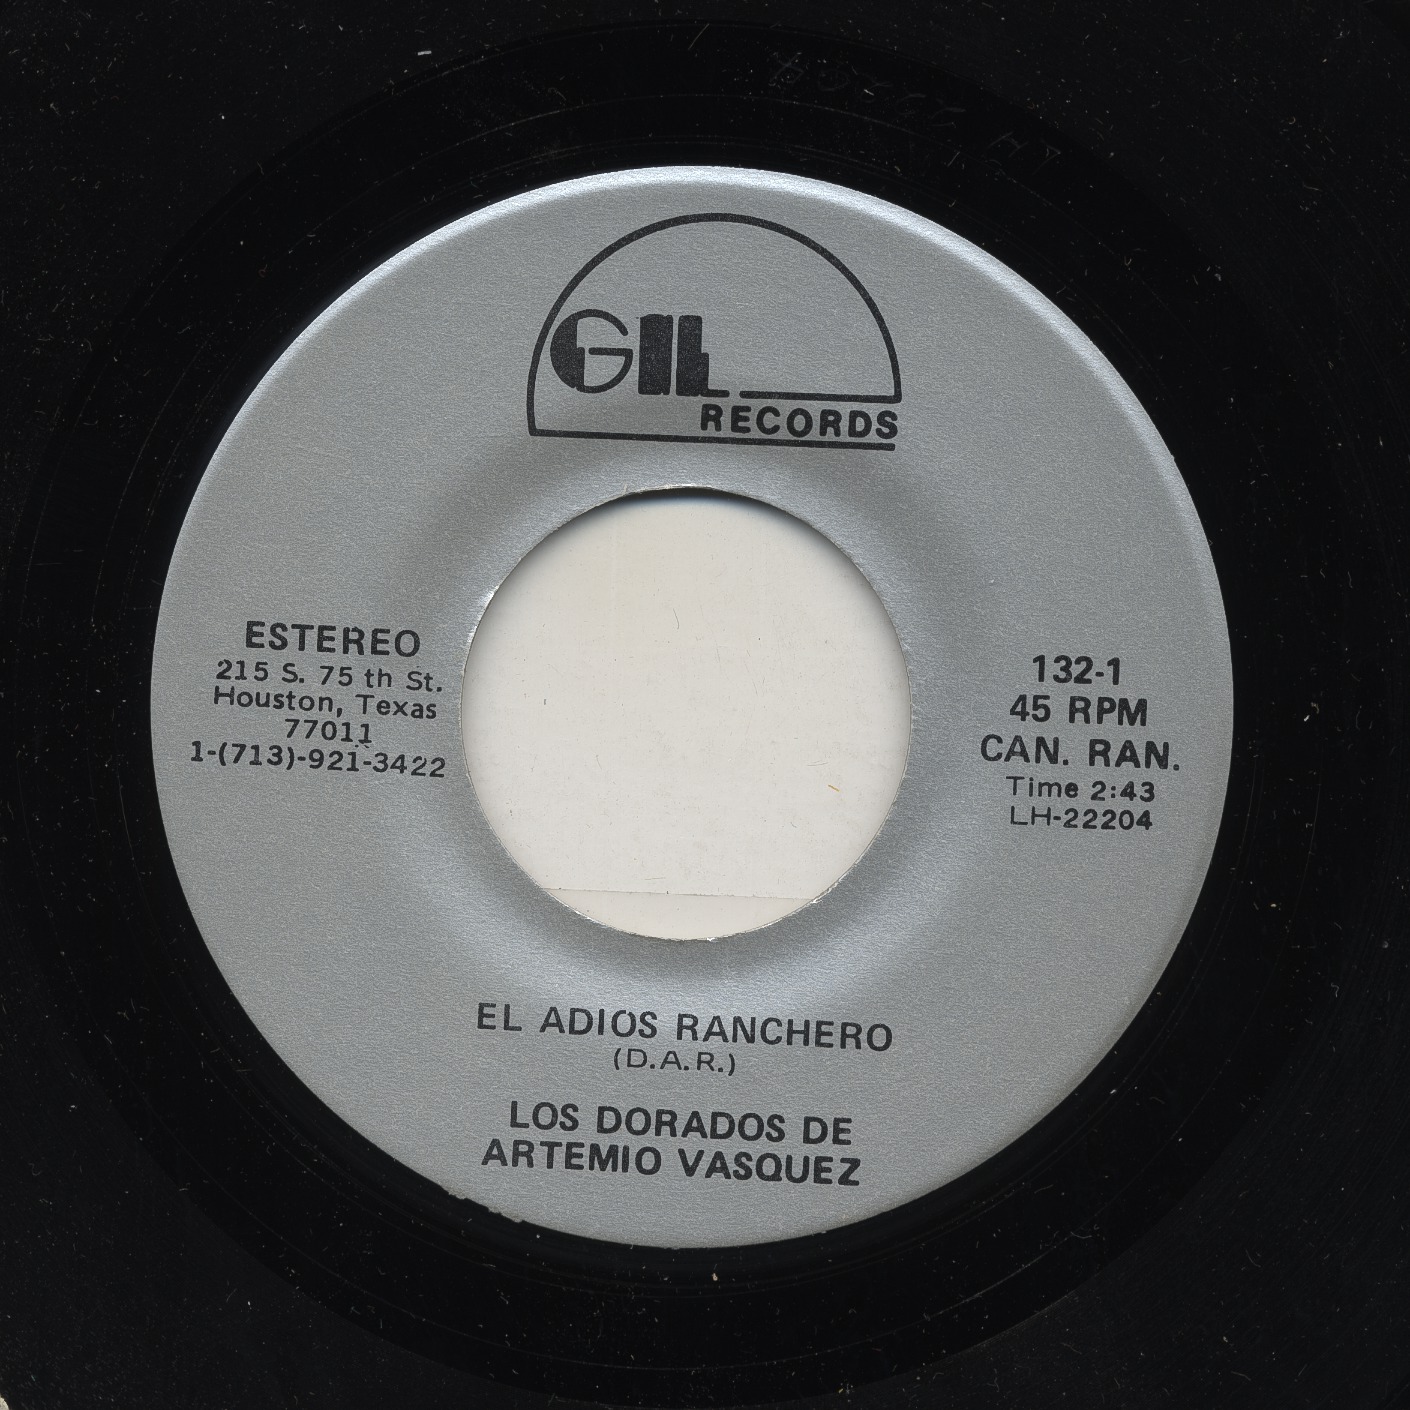 GIL
RECORDS
ESTEREO
215 S. 75 th St.
Houston, Texas
77011
1-(713)-921-3422
132-1
45 RPM
CAN. RAN.
Time 2:43
LH-22204
EL ADIOS RANCHERO
(D.A.R.)
LOS DORADOS DE
ARTEMIO VASQUEZ